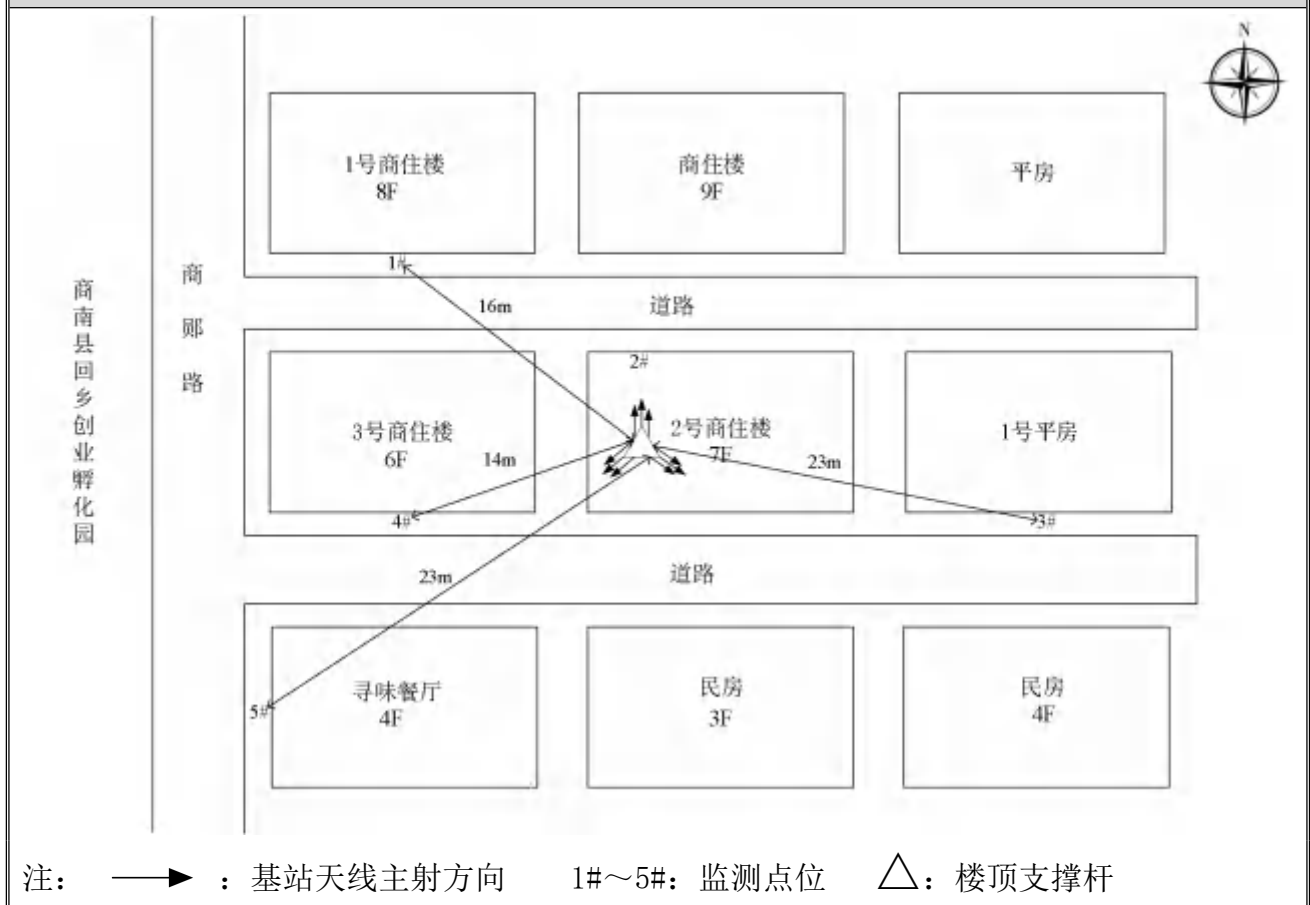 N
1号商住楼
8F
商住楼
9F
平房
1#
16m
道路
商南县回乡创业孵化园
商郧路
2#
3号商住楼
6F
2号商住楼
7F
1号平房
14m
23m
4#
3#
23m
道路
5#
寻味餐厅
4F
民房
3F
民房
4F
注： ：基站天线主射方向 1#～5#：监测点位 △：楼顶支撑杆